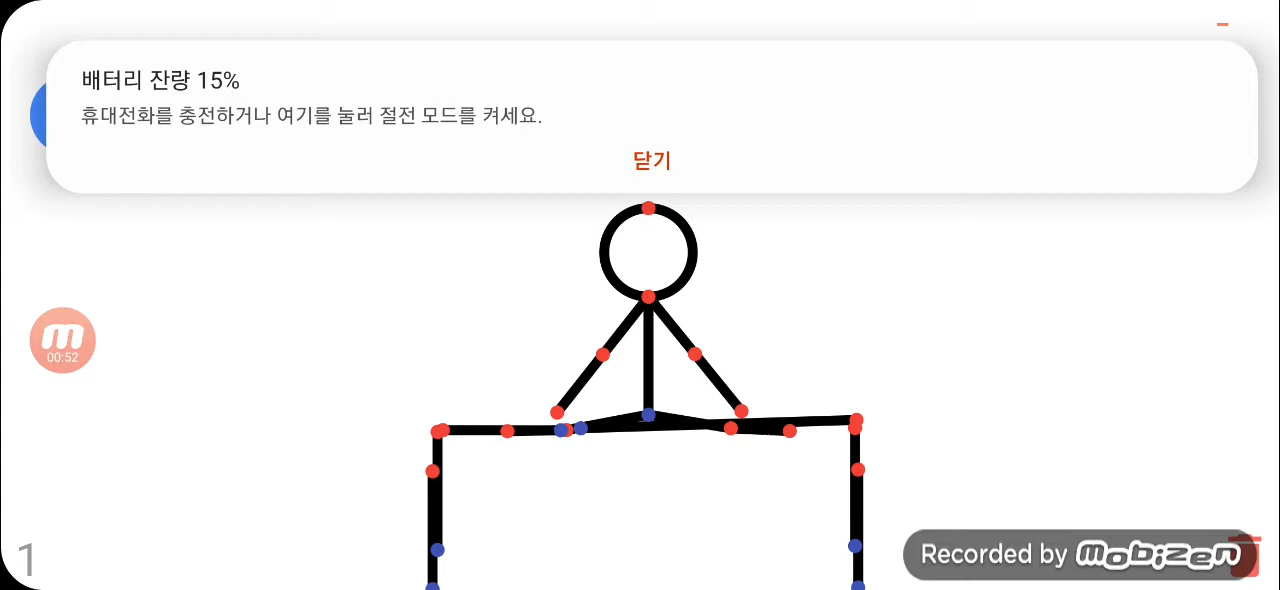 배터리 잔량 15%
휴대전화를 충전하거나 여기를 눌러 절전 모드를 켜세요.
닫기
m
00:52
1
Recorded by mobizen